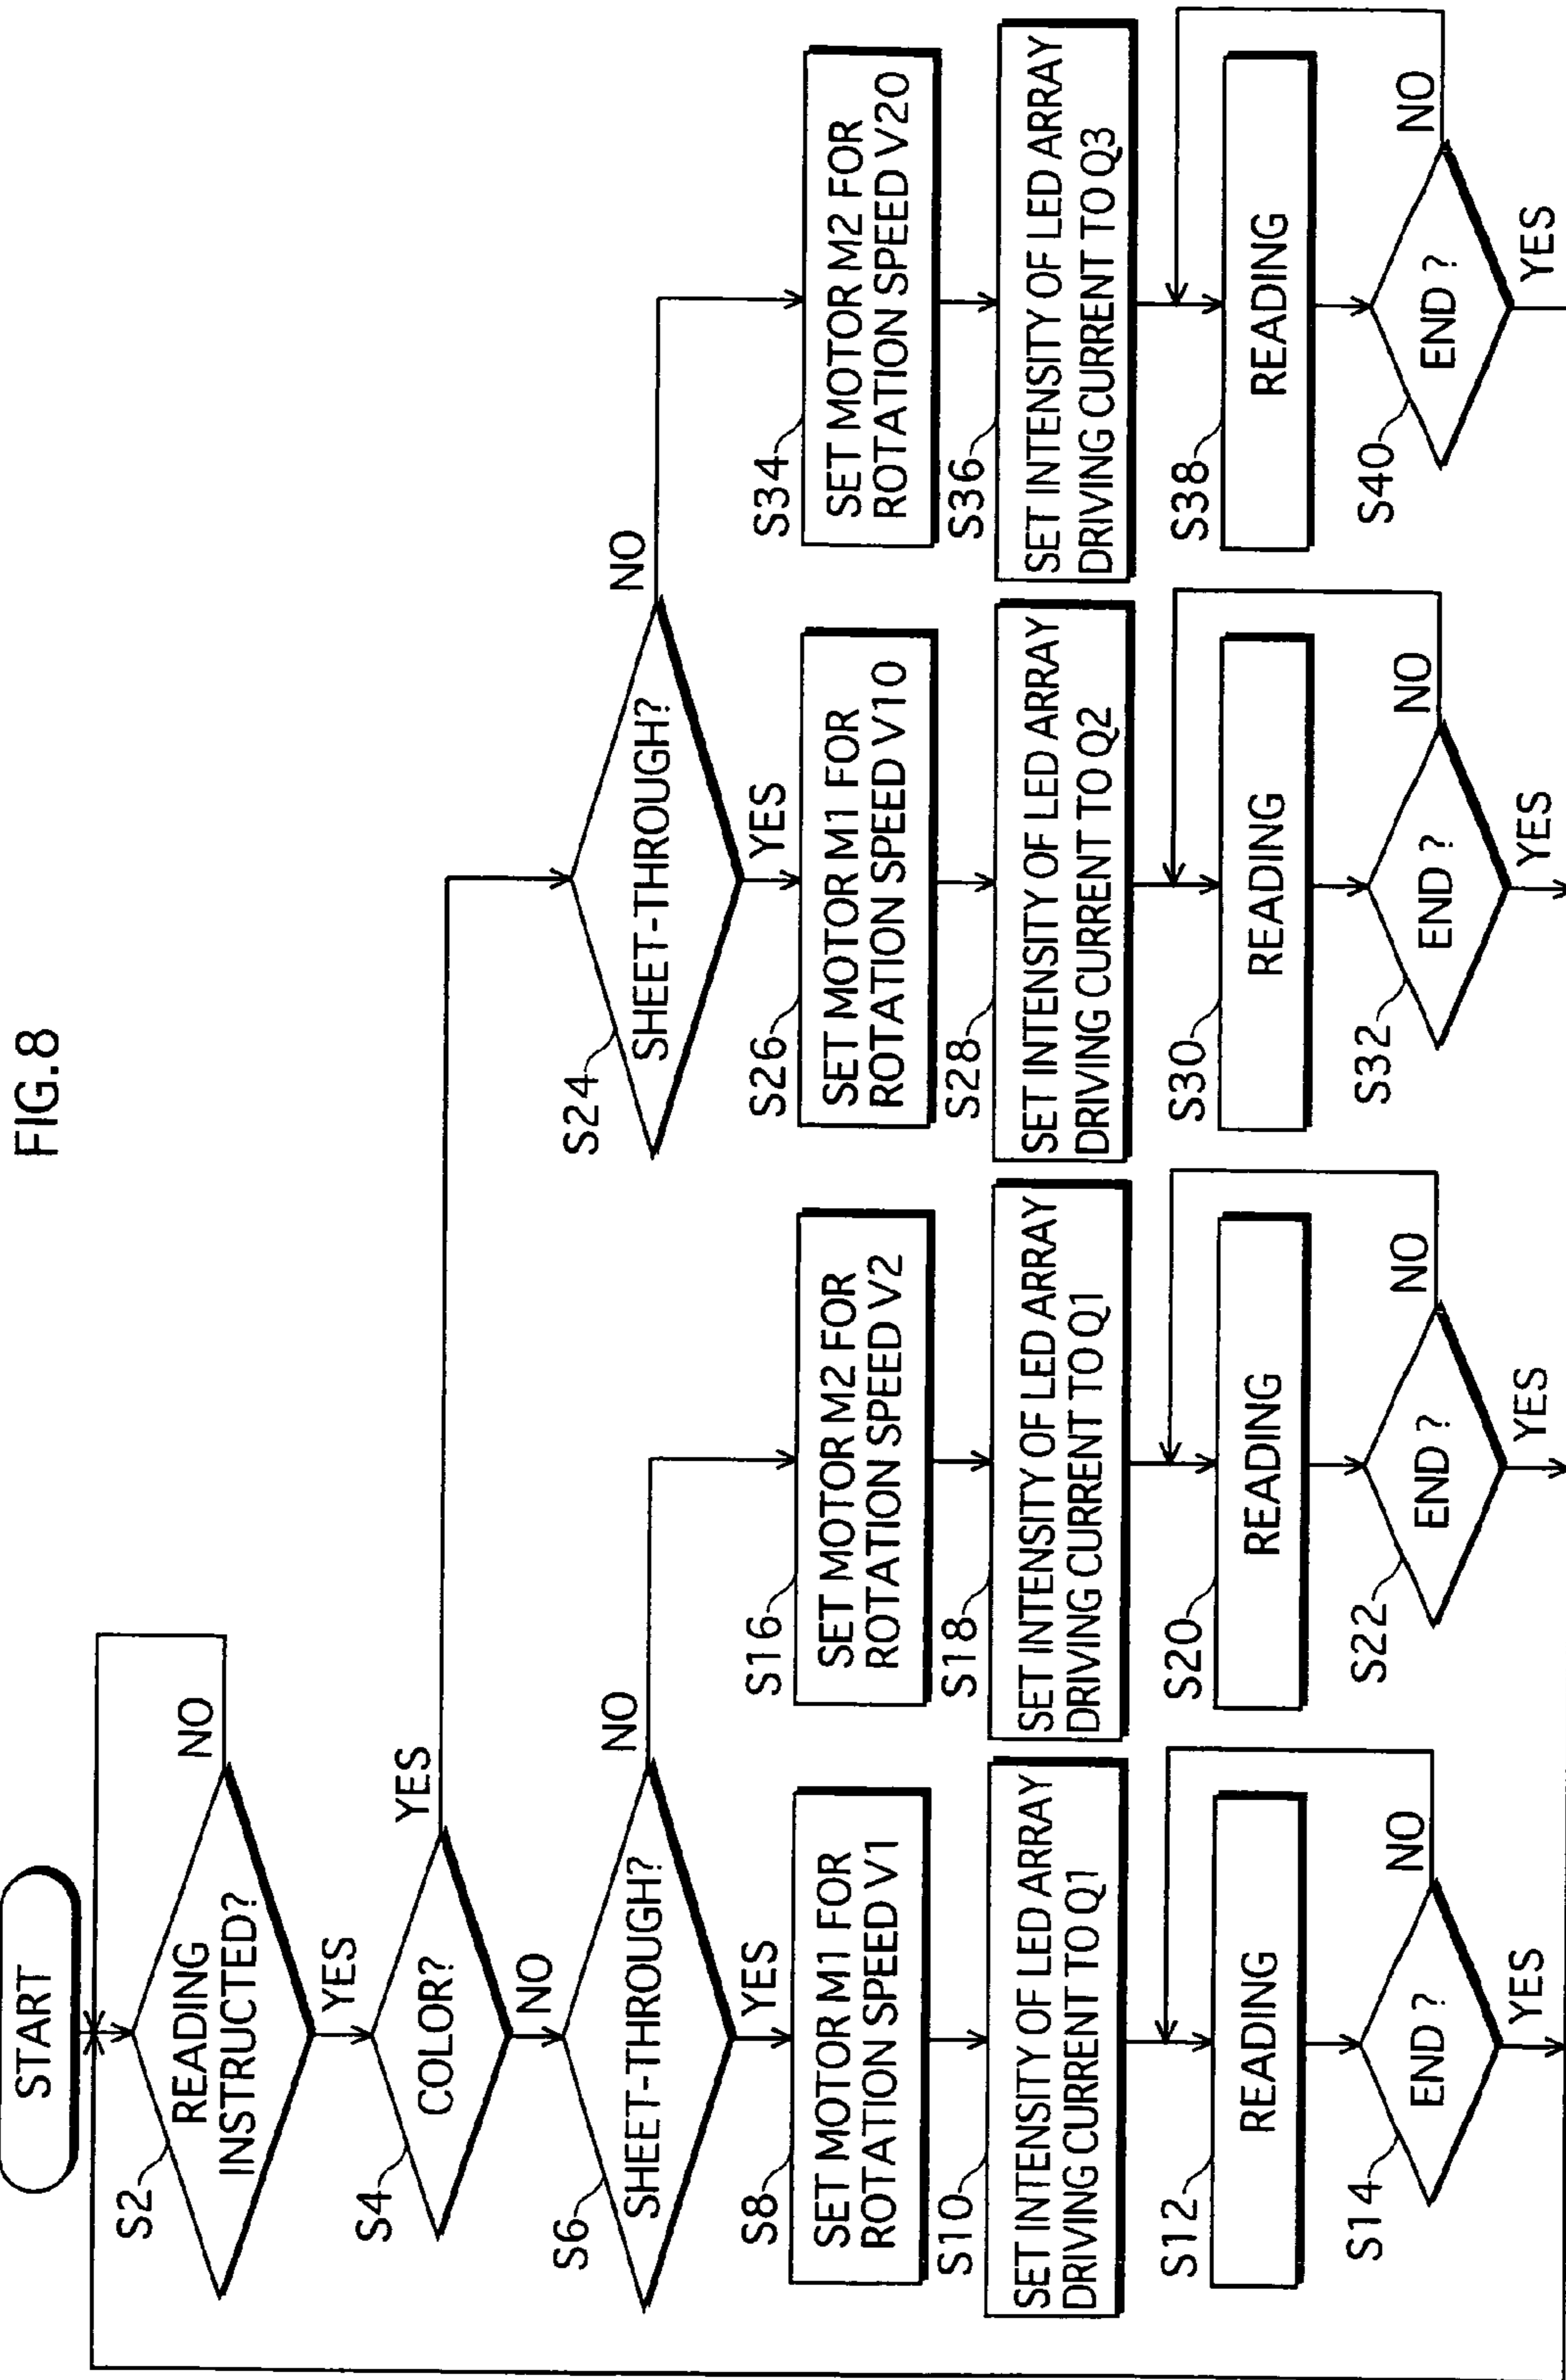 FIG.8
START
S2
READING
INSTRUCTED?
NO
YES
S4
COLOR?
YES
NO
S6
SHEET-THROUGH?
NO
YES
S8
SET MOTOR M1 FOR
ROTATION SPEED V1
S10
SET INTENSITY OF LED ARRAY
DRIVING CURRENT TO Q1
S12
READING
S14
END ?
NO
YES
S16
SET MOTOR M2 FOR
ROTATION SPEED V2
S18
SET INTENSITY OF LED ARRAY
DRIVING CURRENT TO Q1
S20
READING
S22
END ?
NO
YES
S24
SHEET-THROUGH?
NO
YES
S26
SET MOTOR M1 FOR
ROTATION SPEED V10
S28
SET INTENSITY OF LED ARRAY
DRIVING CURRENT TO Q2
S30
READING
S32
END ?
NO
YES
S34
SET MOTOR M2 FOR
ROTATION SPEED V20
S36
SET INTENSITY OF LED ARRAY
DRIVING CURRENT TO Q3
S38
READING
S40
END ?
NO
YES